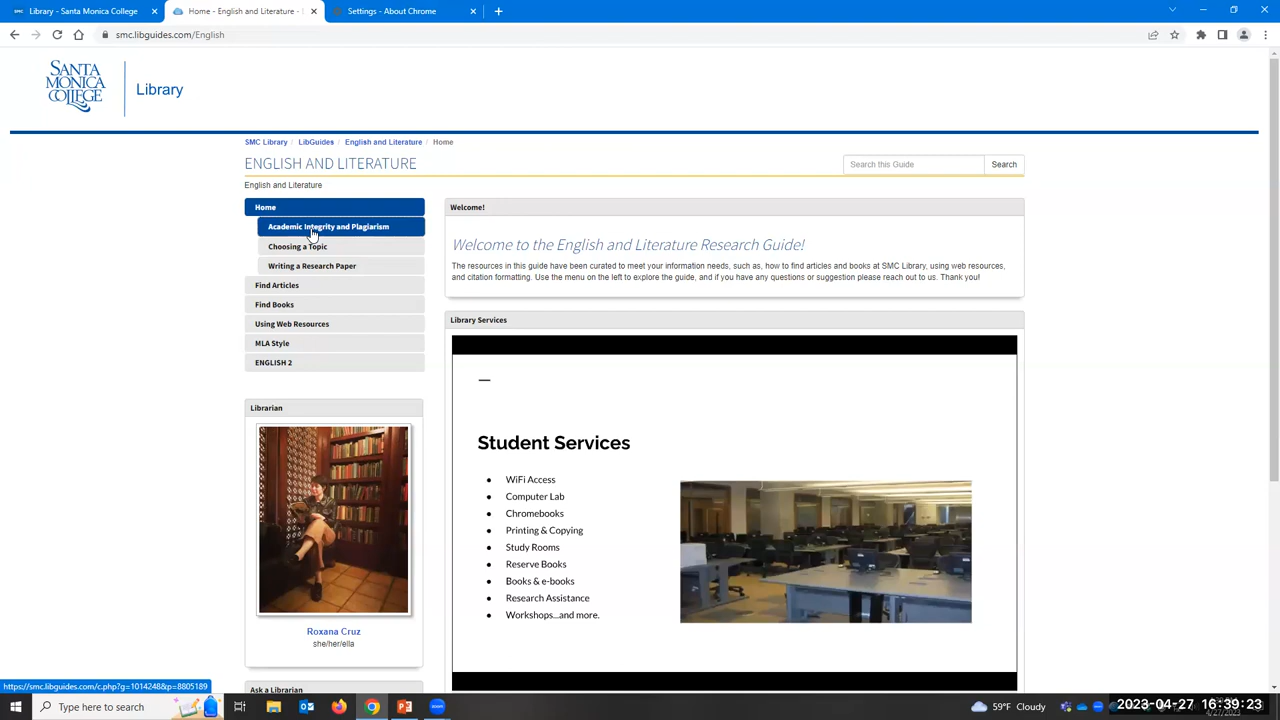 Library - Santa Monica College
Home - English and Literature -
Settings - About Chrome
smc.libguides.com/English
SANTA
MONICA
COLLEGE
Library
SMC Library / LibGuides / English and Literature / Home
ENGLISH AND LITERATURE
Search this Guide
Search
English and Literature
Home
Academic Integrity and Plagiarism
Choosing a Topic
Writing a Research Paper
Find Articles
Find Books
Using Web Resources
MLA Style
ENGLISH 2
Welcome!
Welcome to the English and Literature Research Guide!
The resources in this guide have been curated to meet your information needs, such as, how to find articles and books at SMC Library, using web resources,
and citation formatting. Use the menu on the left to explore the guide, and if you have any questions or suggestion please reach out to us. Thank you!
Library Services
Student Services
● WiFi Access
● Computer Lab
● Chromebooks
● Printing & Copying
● Study Rooms
● Reserve Books
● Books & e-books
● Research Assistance
● Workshops...and more.
Librarian
Roxana Cruz
she/her/ella
Ask a Librarian
https://smc.libguides.com/c.php?g=1014248&p=8805189
Type here to search
59°F Cloudy
2023-04-27 16:39:23